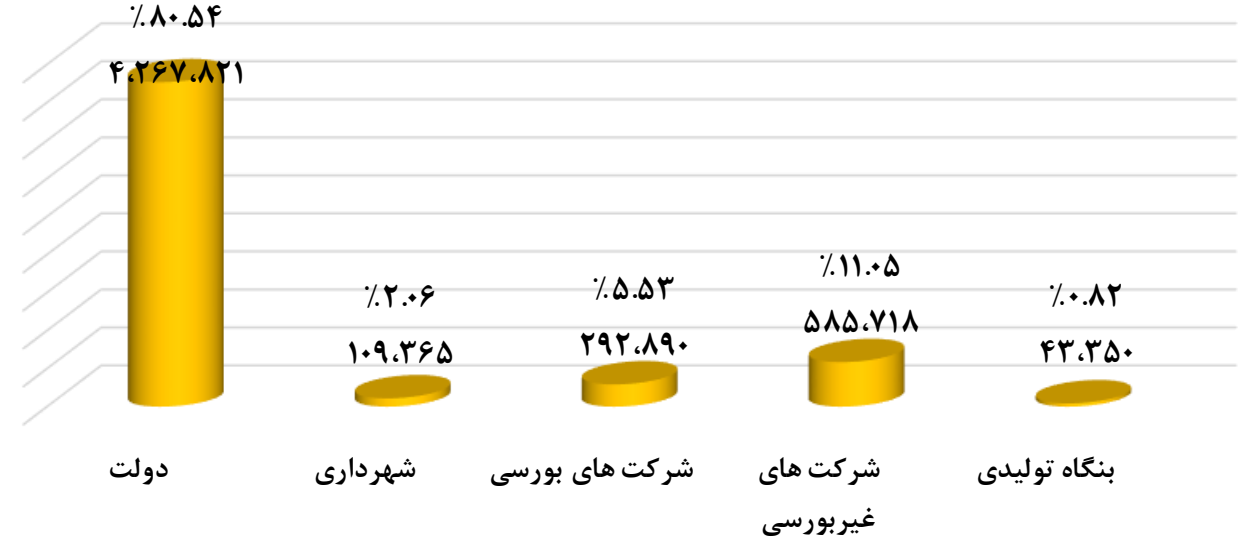 ٪۸۰.۵۴
۴،۲۶۷،۸۲۱
٪۲.۰۶
۱۰۹،۳۶۵
٪۵.۵۳
۲۹۲،۸۹۰
٪۱۱.۰۵
۵۸۵،۷۱۸
٪۰.۸۲
۴۳،۳۵۰
دولت
شهرداری
شرکت های بورسی
شرکت های
غیربورسی
بنگاه تولیدی